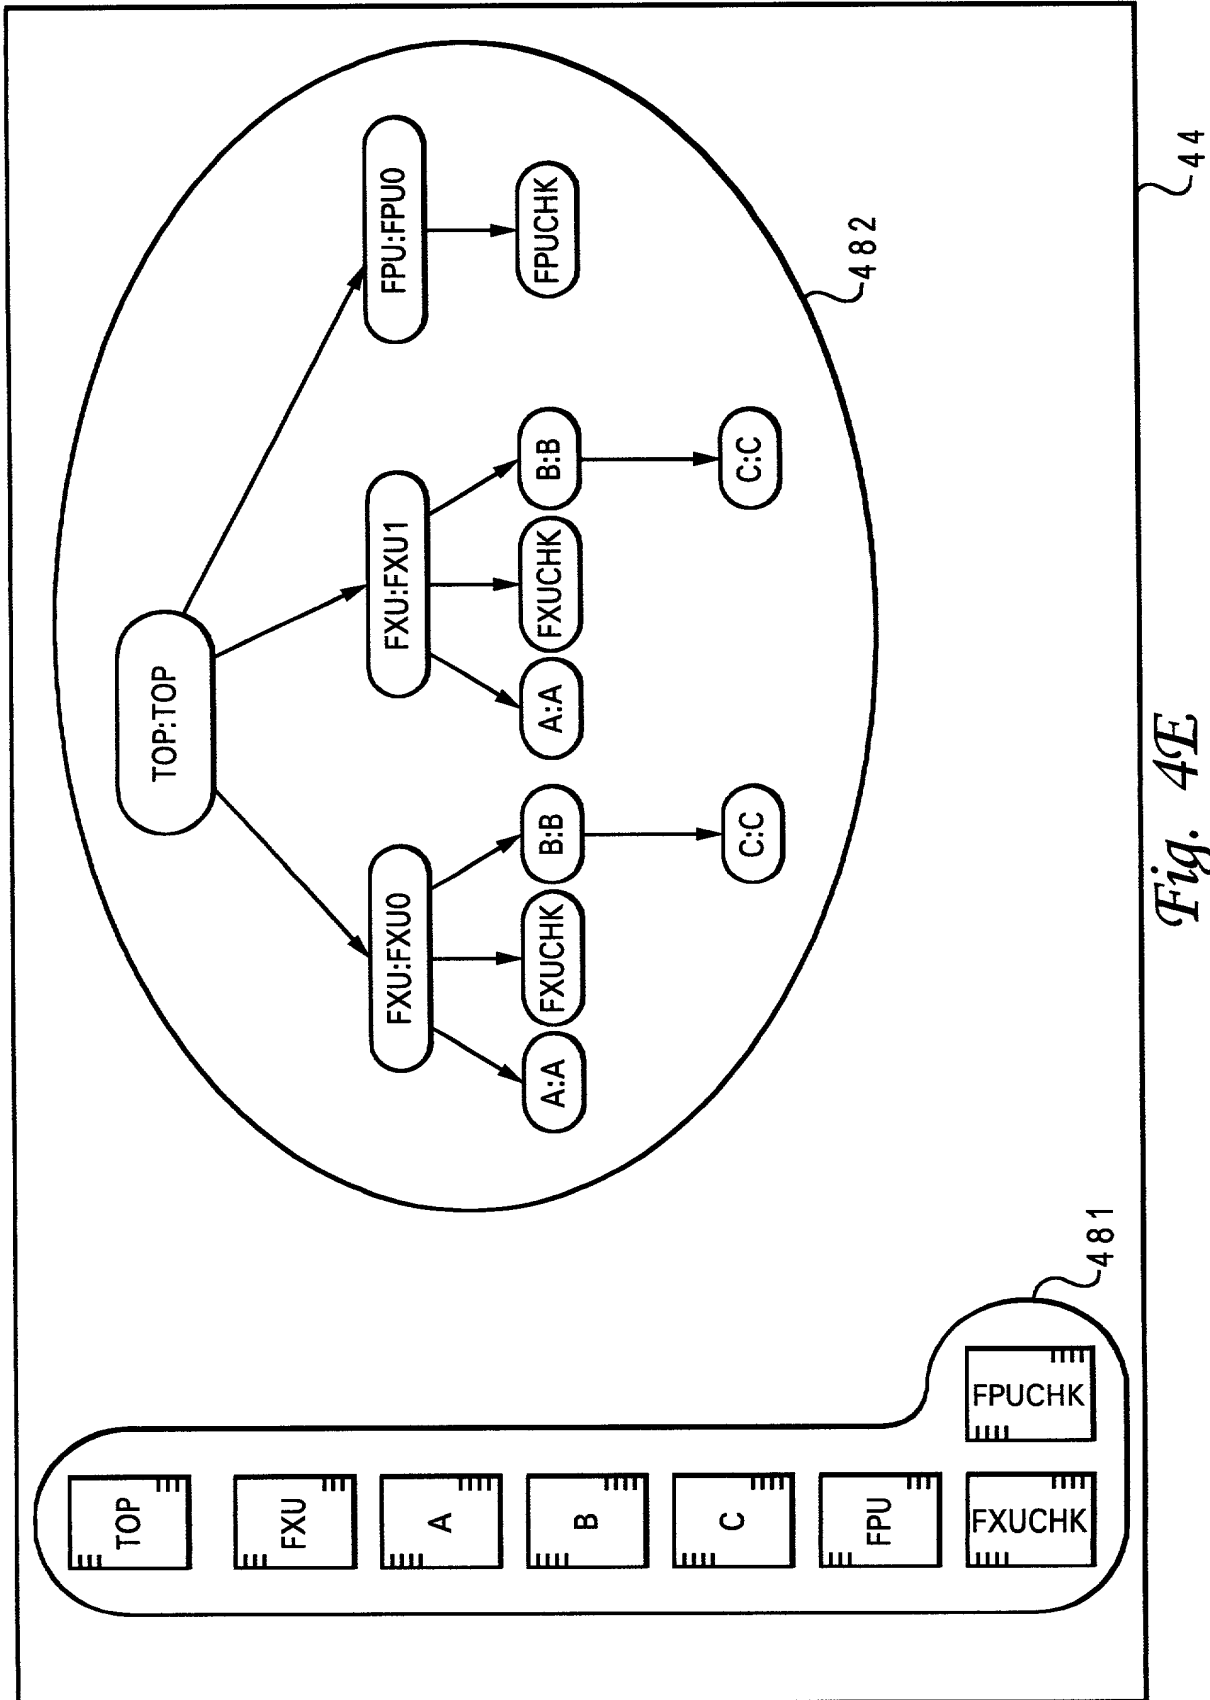 TOP
FXU
A
B
C
FPU
FXUCHK
FPUCHK
481
TOP:TOP
FXU:FXU0
FXU:FXU1
FPU:FPU0
A:A
FXUCHK
B:B
A:A
FXUCHK
B:B
FPUCHK
C:C
C:C
482
44
Fig. 4E